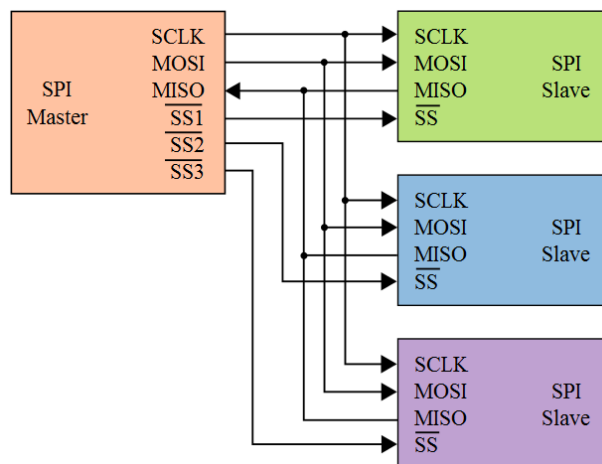 SPI
Master
SCLK
MOSI
MISO
SS1
SS2
SS3
SCLK
MOSI
MISO
SS
SPI
Slave
SCLK
MOSI
MISO
SS
SPI
Slave
SCLK
MOSI
MISO
SS
SPI
Slave